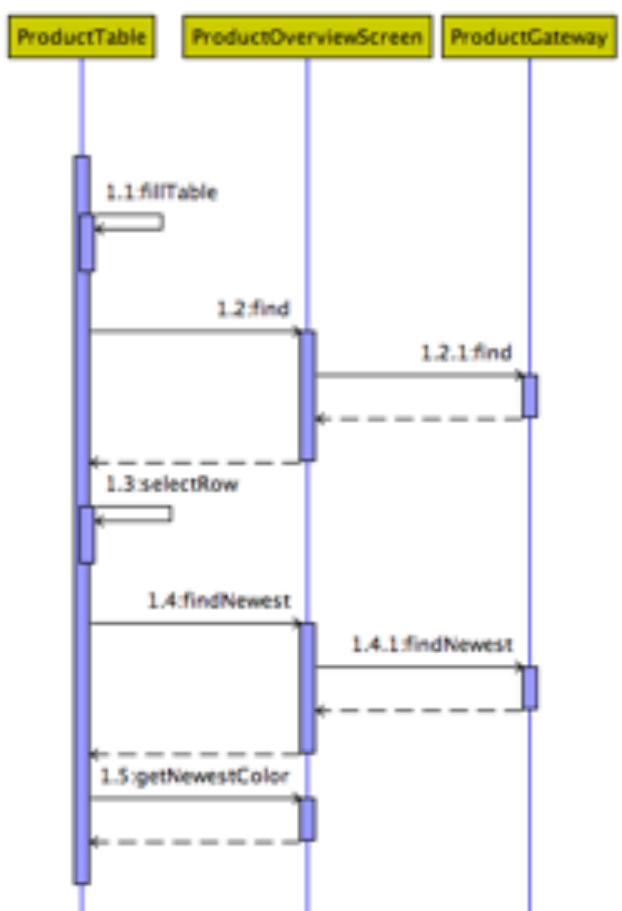 ProductTable
ProductOverviewScreen
ProductGateway
1.1:fillTable
1.2:find
1.2.1:find
1.3:selectRow
1.4:findNewest
1.4.1:findNewest
1.5:getNewestColor